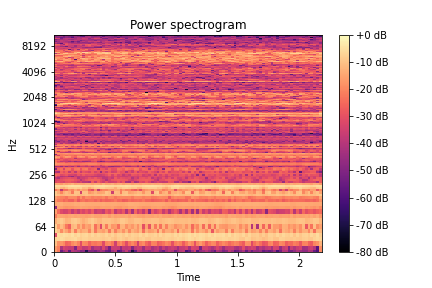 Power spectrogram
Hz
8192
4096
2048
1024
512
256
128
64
0
0
0.5
1
1.5
2
Time
+0 dB
-10 dB
-20 dB
-30 dB
-40 dB
-50 dB
-60 dB
-70 dB
-80 dB